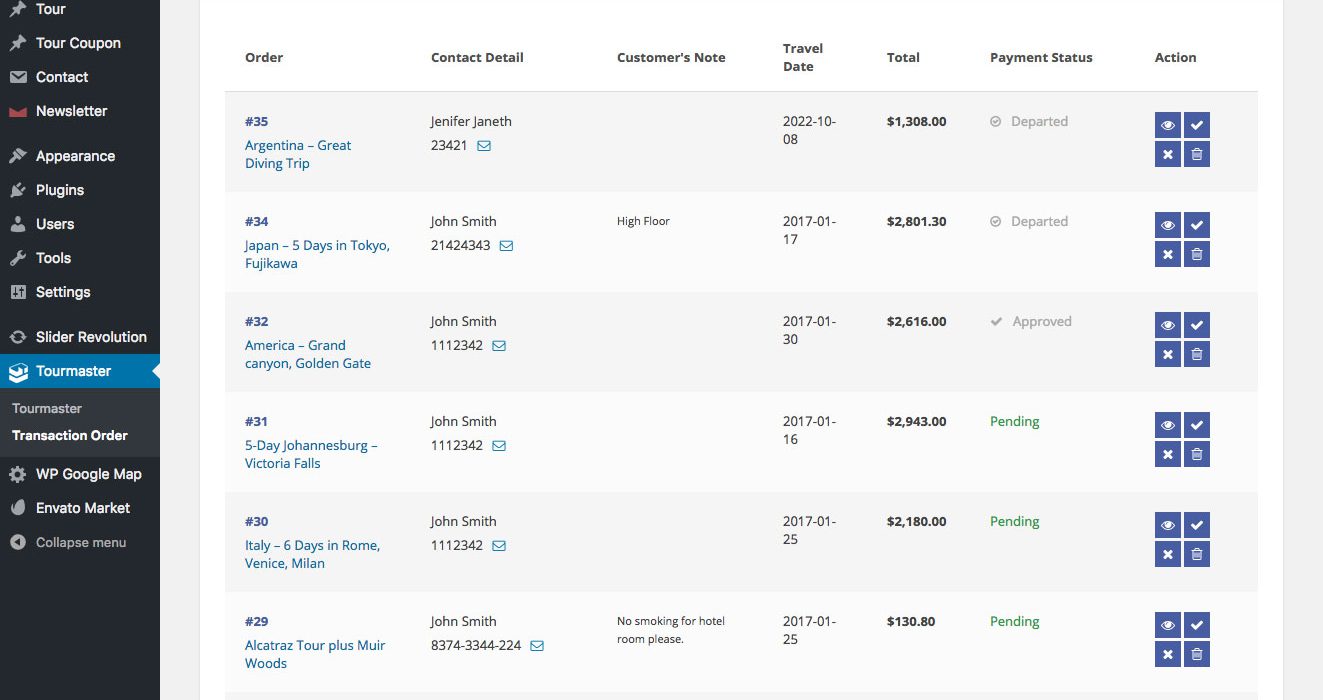 Tour
Tour Coupon
Contact
Newsletter
Appearance
Plugins
Users
Tools
Settings
Slider Revolution
Tourmaster
Tourmaster
Transaction Order
WP Google Map
Envato Market
Collapse menu
Order
Contact Detail
Customer's Note
Travel
Date
Total
Payment Status
Action
#35
Argentina – Great
Diving Trip
Jenifer Janeth
23421
2022-10-
08
$1,308.00
Departed
#34
Japan – 5 Days in Tokyo,
Fujikawa
John Smith
21424343
High Floor
2017-01-
17
$2,801.30
Departed
#32
America – Grand
canyon, Golden Gate
John Smith
1112342
2017-01-
30
$2,616.00
Approved
#31
5-Day Johannesburg –
Victoria Falls
John Smith
1112342
2017-01-
16
$2,943.00
Pending
#30
Italy – 6 Days in Rome,
Venice, Milan
John Smith
1112342
2017-01-
25
$2,180.00
Pending
#29
Alcatraz Tour plus Muir
Woods
John Smith
8374-3344-224
No smoking for hotel
room please.
2017-01-
25
$130.80
Pending